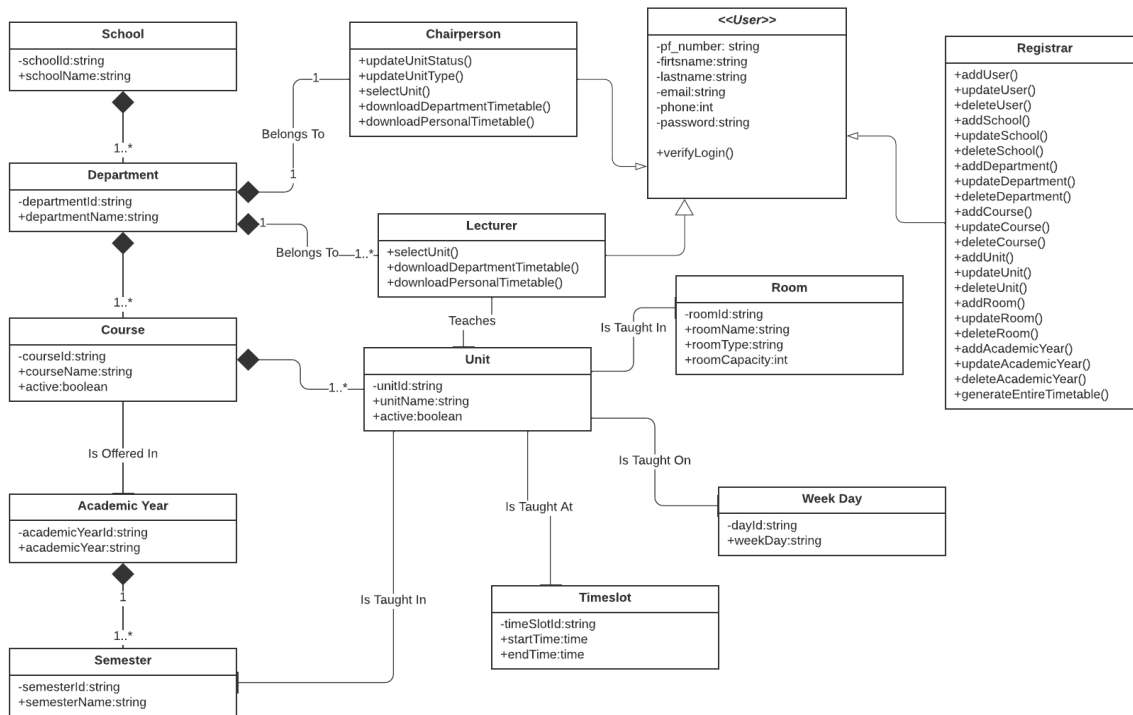 School
-schoolId:string
+schoolName:string
1..*
Department
-departmentId:string
+departmentName:string
1..*
Course
-courseId:string
+courseName:string
+active:boolean
Is Offered In
Academic Year
-academicYearId:string
+academicYear:string
1
1..*
Semester
-semesterId:string
+semesterName:string
Chairperson
+updateUnitStatus()
+updateUnitType()
+selectUnit()
+downloadDepartmentTimetable()
+downloadPersonalTimetable()
1
Belongs To
1
1
Belongs To
1..*
Lecturer
+selectUnit()
+downloadDepartmentTimetable()
+downloadPersonalTimetable()
Teaches
1..*
Unit
-unitId:string
+unitName:string
+active:boolean
Is Taught In
Is Taught At
Timeslot
-timeSlotId:string
+startTime:time
+endTime:time
<<User>>
-pf_number: string
-firtsname:string
-lastname:string
-email:string
-phone:int
-password:string
+verifyLogin()
Is Taught In
Room
-roomId:string
+roomName:string
+roomType:string
+roomCapacity:int
Is Taught On
Week Day
-dayId:string
+weekDay:string
Registrar
+addUser()
+updateUser()
+deleteUser()
+addSchool()
+updateSchool()
+deleteSchool()
+addDepartment()
+updateDepartment()
+deleteDepartment()
+addCourse()
+updateCourse()
+deleteCourse()
+addUnit()
+updateUnit()
+deleteUnit()
+addRoom()
+updateRoom()
+deleteRoom()
+addAcademicYear()
+updateAcademicYear()
+deleteAcademicYear()
+generateEntireTimetable()